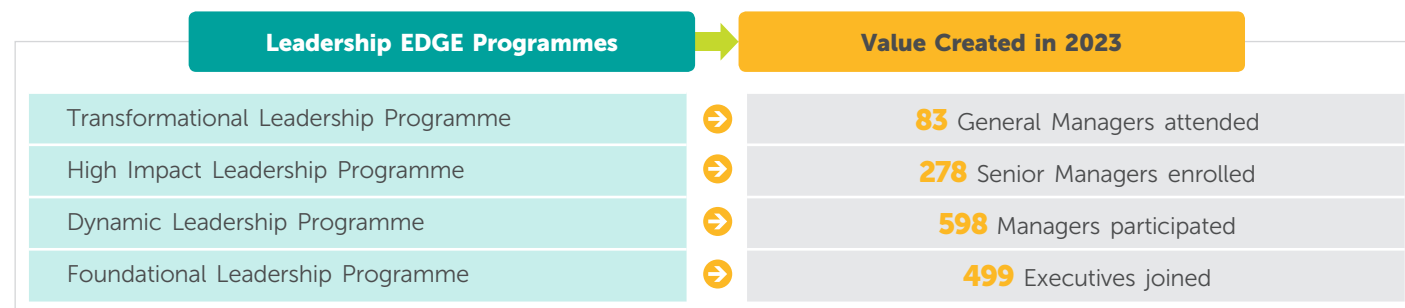 Leadership EDGE Programmes
Value Created in 2023
Transformational Leadership Programme
83 General Managers attended
High Impact Leadership Programme
278 Senior Managers enrolled
Dynamic Leadership Programme
598 Managers participated
Foundational Leadership Programme
499 Executives joined